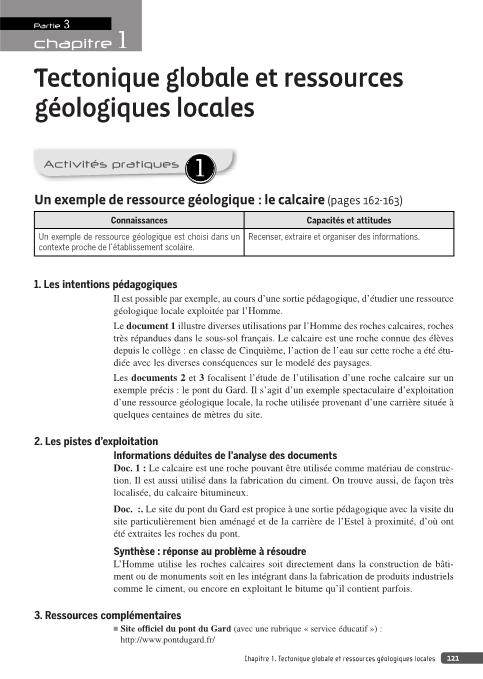 Partie 3
chapitre 1
Tectonique globale et ressources
géologiques locales
Activités pratiques 1
Un exemple de ressource géologique : le calcaire (pages 162-163)
Connaissances
Capacités et attitudes
Un exemple de ressource géologique est choisi dans un
contexte proche de l'établissement scolaire.
Recenser, extraire et organiser des informations.
1. Les intentions pédagogiques
Il est possible par exemple, au cours d'une sortie pédagogique, d'étudier une ressource
géologique locale exploitée par l'Homme.
Le document 1 illustre diverses utilisations par l'Homme des roches calcaires, roches
très répandues dans le sous-sol français. Le calcaire est une roche connue des élèves
depuis le collège : en classe de Cinquième, l'action de l'eau sur cette roche a été étu-
diée avec les diverses conséquences sur le modelé des paysages.
Les documents 2 et 3 focalisent l'étude de l'utilisation d'une roche calcaire sur un
exemple précis : le pont du Gard. Il s'agit d'un exemple spectaculaire d'exploitation
d'une ressource géologique locale, la roche utilisée provenant d'une carrière située à
quelques centaines de mètres du site.
2. Les pistes d'exploitation
Informations déduites de l'analyse des documents
Doc. 1 : Le calcaire est une roche pouvant être utilisée comme matériau de construc-
tion. Il est aussi utilisé dans la fabrication du ciment. On trouve aussi, de façon très
localisée, du calcaire bitumineux.
Doc. :. Le site du pont du Gard est propice à une sortie pédagogique avec la visite du
site particulièrement bien aménagé et de la carrière de l'Estel à proximité, d'où ont
été extraites les roches du pont.
Synthèse : réponse au problème à résoudre
L'Homme utilise les roches calcaires soit directement dans la construction de bâti-
ment ou de monuments soit en les intégrant dans la fabrication de produits industriels
comme le ciment, ou encore en exploitant le bitume qu'il contient parfois.
3. Ressources complémentaires
■ Site officiel du pont du Gard (avec une rubrique « service éducatif ») :
http://www.pontdugard.fr/
Chapitre 1. Tectonique globale et ressources géologiques locales 121